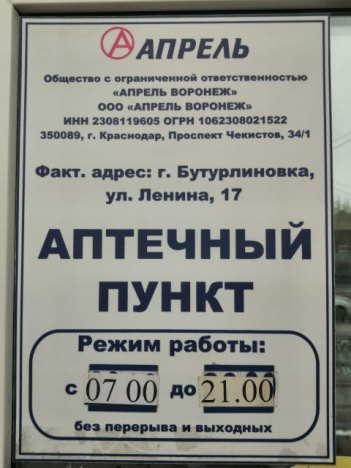 АПРЕЛЬ
Общество с ограниченной ответственностью
«АПРЕЛЬ ВОРОНЕЖ»
ООО «АПРЕЛЬ ВОРОНЕЖ»
ИНН 2308119605 ОГРН 1062308021522
350089, г. Краснодар, Проспект Чекистов, 34/1
Факт. адрес: г. Бутурлиновка,
ул. Ленина, 17
АПТЕЧНЫЙ
ПУНКТ
Режим работы:
с 07 00 до 21.00
без перерыва и выходных